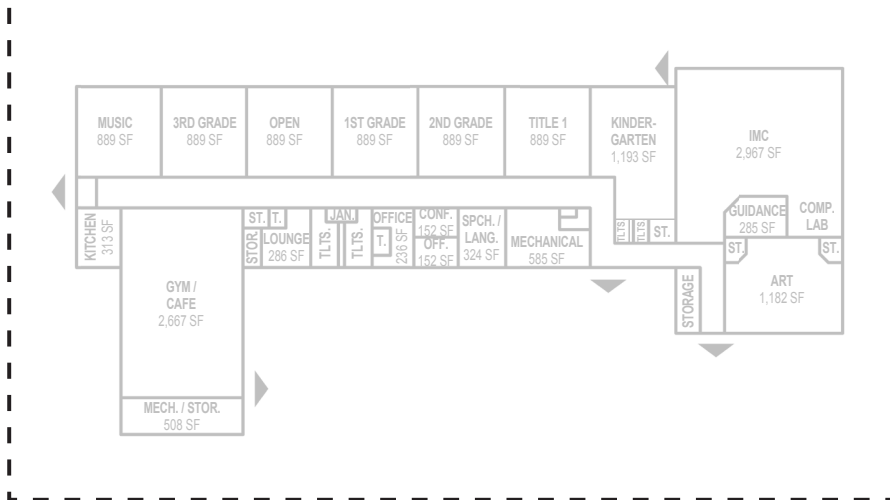 MUSIC
889 SF
3RD GRADE
889 SF
OPEN
889 SF
1ST GRADE
889 SF
2ND GRADE
889 SF
TITLE 1
889 SF
KINDER-
GARTEN
1,193 SF
IMC
2,967 SF
KITCHEN
313 SF
GYM /
CAFE
2,667 SF
MECH. / STOR.
508 SF
ST.
T.
STOR
LOUNGE
286 SF
JAN.
TLTS.
TLTS.
OFFICE
236 SF
T.
CONF.
152 SF
OFF.
152 SF
SPCH. /
LANG.
324 SF
MECHANICAL
585 SF
TLTS
TLTS
ST.
GUIDANCE
285 SF
COMP.
LAB
ST.
ST.
ART
1,182 SF
STORAGE